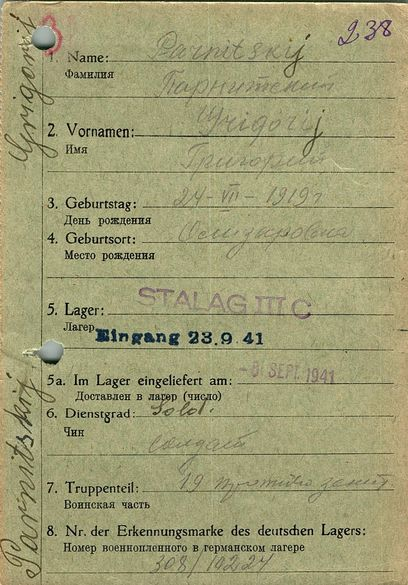 238
1. Name: Parnitskij
Фамилия Парнитский
2. Vornamen: Grigorij
Имя Григорий
3. Geburtstag: 24-VII-1919г
День рождения
4. Geburtsort:
Место рождения
5. Lager: STALAG III C
Лагерь
Eingang 23.9.41
5a. Im Lager eingeliefert am: -8. SEPT. 1941
Доставлен в лагерь (число)
6. Dienstgrad: Sold.
Чин солдат
7. Truppenteil: 19
Воинская часть
8. Nr. der Erkennungsmarke des deutschen Lagers:
Номер военнопленного в германском лагере
308/19224
Parnitskij Grigorij